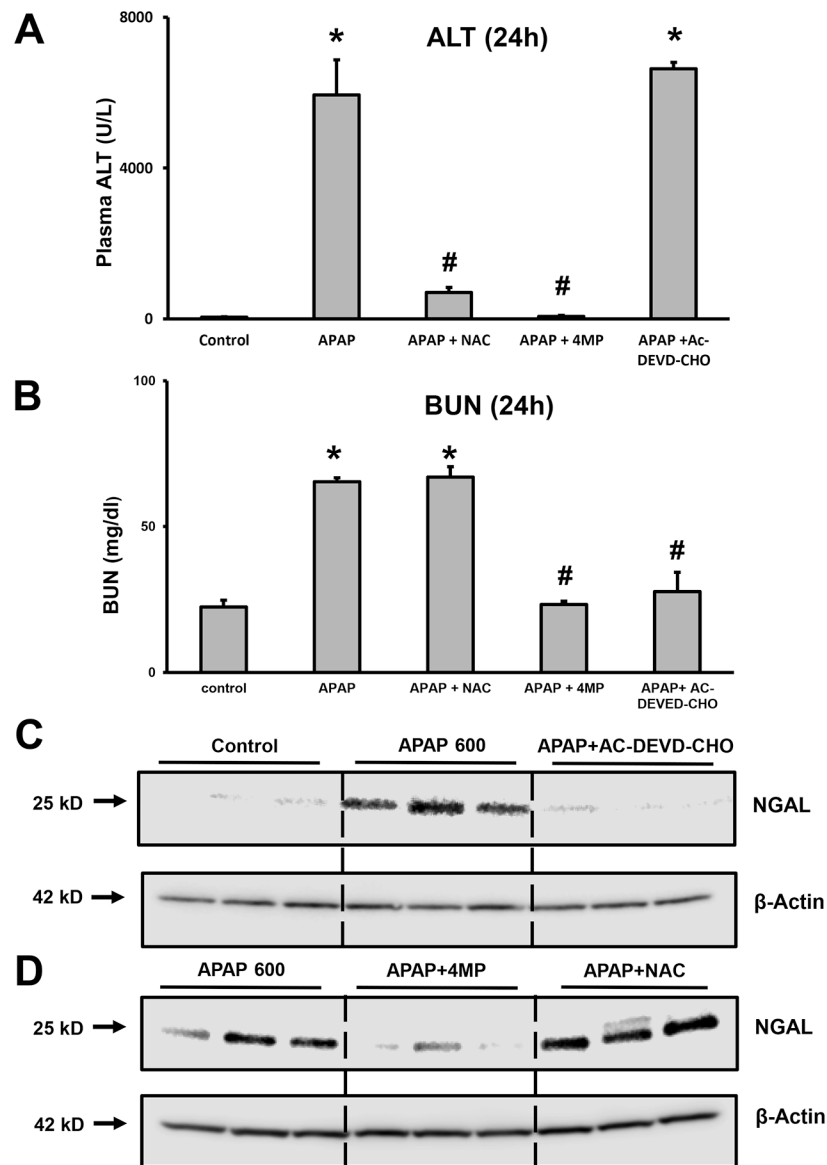 A
ALT (24h)
Plasma ALT (U/L)
8000
4000
0
* # # *
Control APAP APAP + NAC APAP + 4MP APAP +Ac-
DEVD-CHO
B
BUN (24h)
BUN (mg/dl)
100
50
0
* * # #
control APAP APAP + NAC APAP + 4MP APAP+ AC-
DEVED-CHO
C
Control APAP 600 APAP+AC-DEVD-CHO
25 kD NGAL
42 kD β-Actin
D
APAP 600 APAP+4MP APAP+NAC
25 kD NGAL
42 kD β-Actin